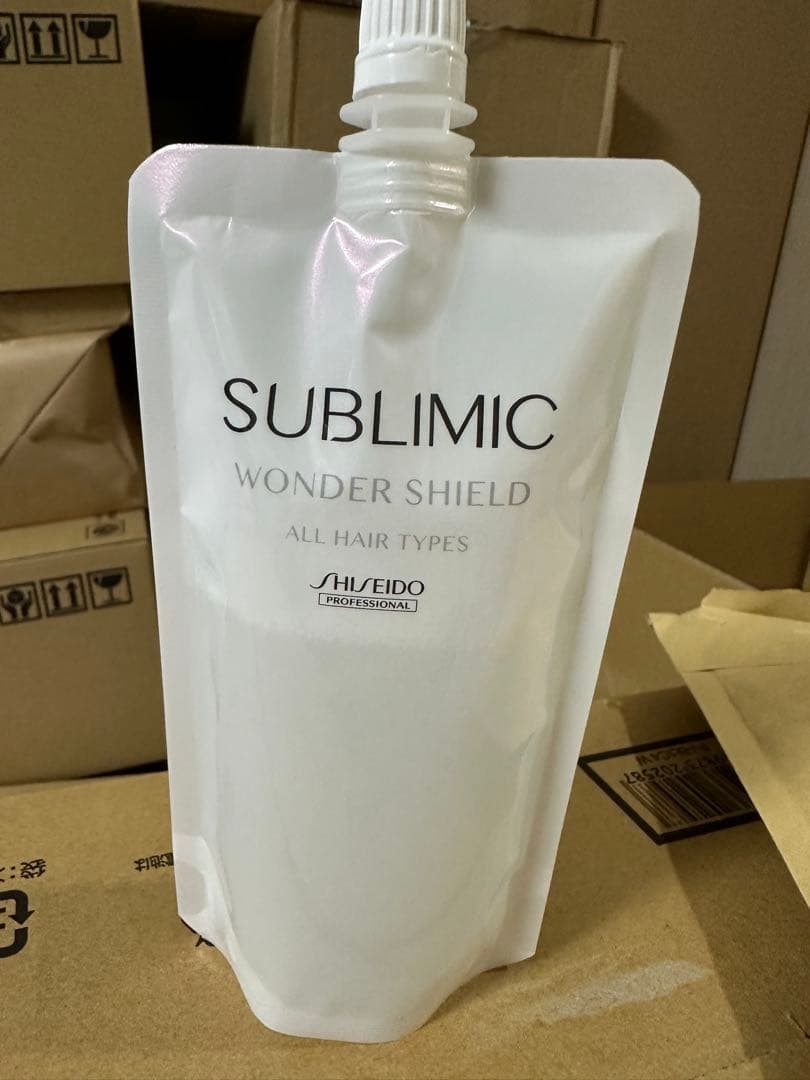 SUBLIMIC
WONDER SHIELD
ALL HAIR TYPES
SHISEIDO
PROFESSIONAL